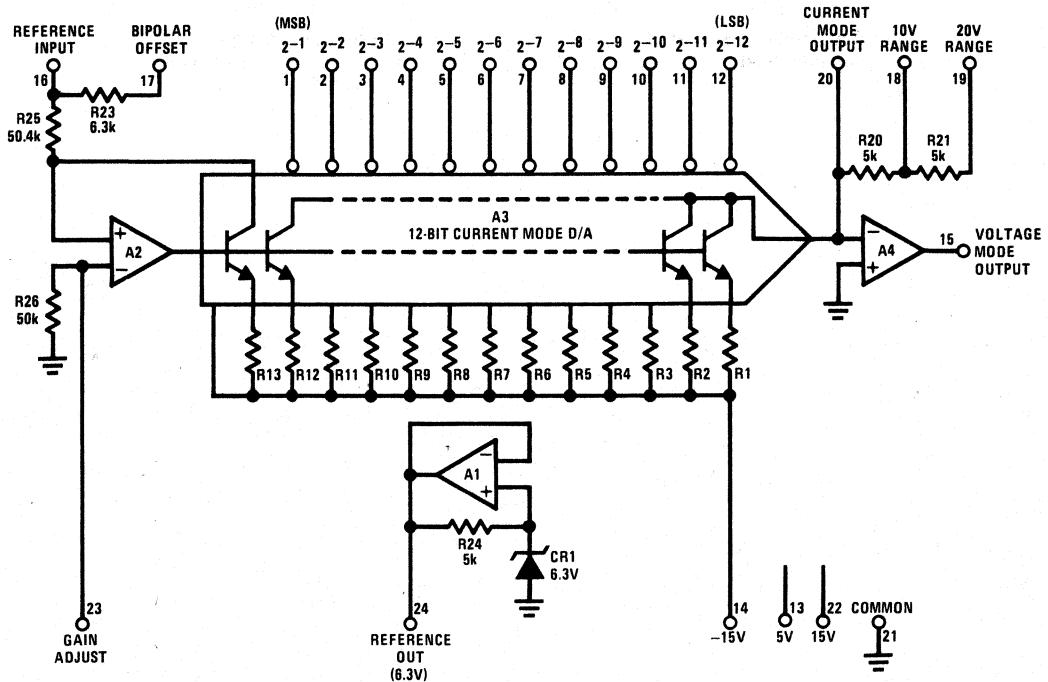 REFERENCE
INPUT
16
BIPOLAR
OFFSET
17
(MSB)
2–1
1
2–2
2
2–3
3
2–4
4
2–5
5
2–6
6
2–7
7
2–8
8
2–9
9
2–10
10
2–11
11
(LSB)
2–12
12
CURRENT
MODE
OUTPUT
20
10V
RANGE
18
20V
RANGE
19
R23
6.3k
R25
50.4k
R20
5k
R21
5k
A3
12-BIT CURRENT MODE D/A
+
A2
–
–
A4
+
15
VOLTAGE
MODE
OUTPUT
R26
50k
R13
R12
R11
R10
R9
R8
R7
R6
R5
R4
R3
R2
R1
–
A1
+
R24
5k
CR1
6.3V
23
GAIN
ADJUST
24
REFERENCE
OUT
(6.3V)
14
–15V
13
5V
22
15V
COMMON
21